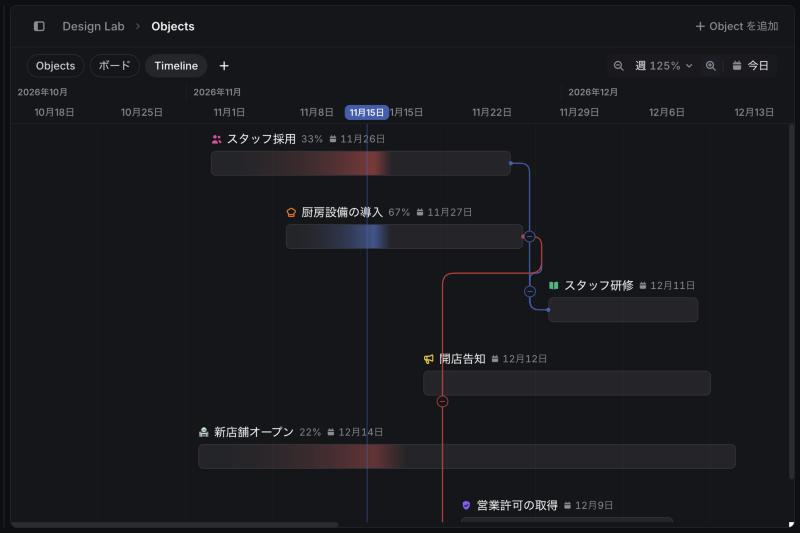 Design Lab > Objects
+ Object を追加
Objects ボード Timeline +
週 125% 今日
2026年10月 2026年11月 2026年12月
10月18日 10月25日 11月1日 11月8日 11月15日 11月22日 11月29日 12月6日 12月13日
スタッフ採用 33% 11月26日
厨房設備の導入 67% 11月27日
スタッフ研修 12月11日
開店告知 12月12日
新店舗オープン 22% 12月14日
営業許可の取得 12月9日